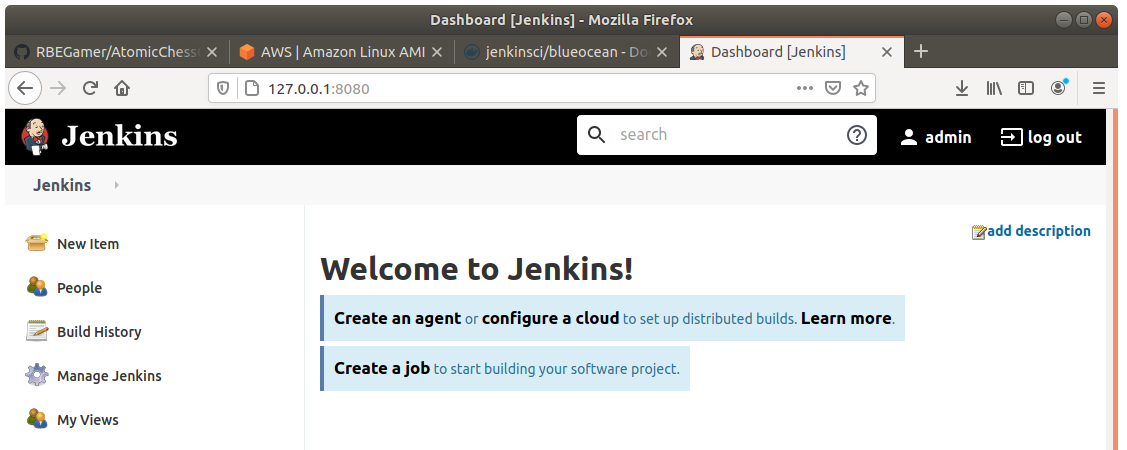 Dashboard [Jenkins] - Mozilla Firefox
RBEGamer/AtomicChess
AWS | Amazon Linux AMI
jenkinsci/blueocean - Do
Dashboard [Jenkins]
127.0.0.1:8080
Jenkins
search
admin
log out
Jenkins
add description
New Item
People
Build History
Manage Jenkins
My Views
Welcome to Jenkins!
Create an agent or configure a cloud to set up distributed builds. Learn more.
Create a job to start building your software project.